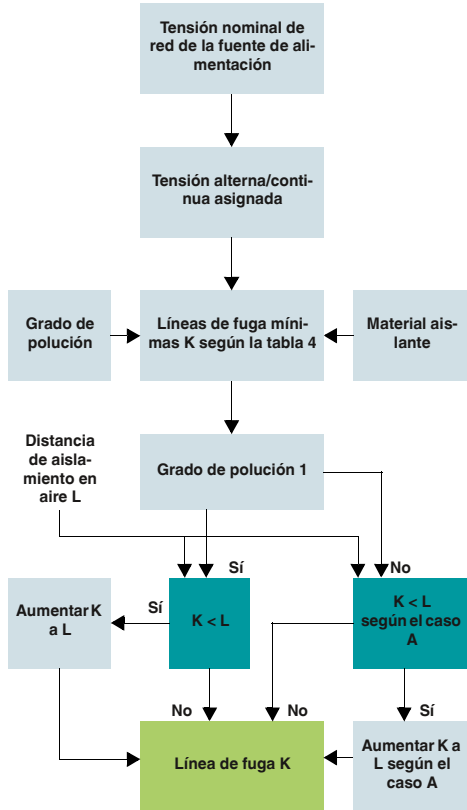 Tensión nominal de
red de la fuente de ali-
mentación
Tensión alterna/conti-
nua asignada
Grado de
polución
Líneas de fuga míni-
mas K según la tabla 4
Material ais-
lante
Distancia
de aisla-
miento en
aire L
Grado de polución 1
Sí
No
Aumentar K
a L
Sí
K < L
K < L
según el caso
A
No
No
Sí
Línea de fuga K
Aumentar K a
L según el
caso A